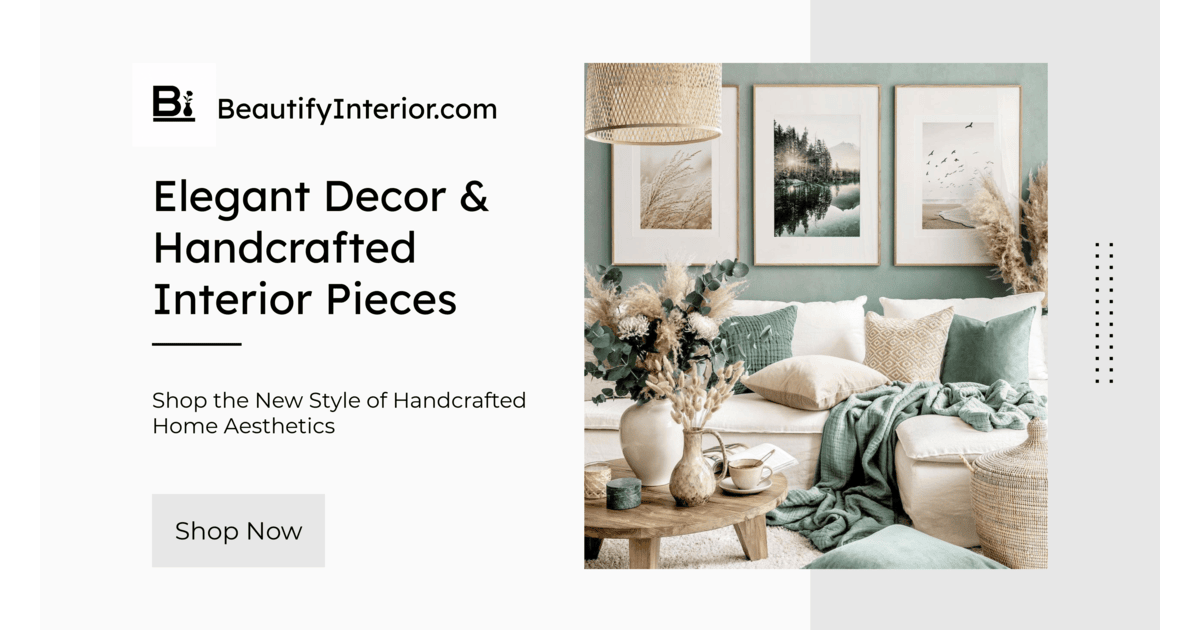 Bi
BeautifyInterior.com
Elegant Decor &
Handcrafted
Interior Pieces
Shop the New Style of Handcrafted
Home Aesthetics
Shop Now